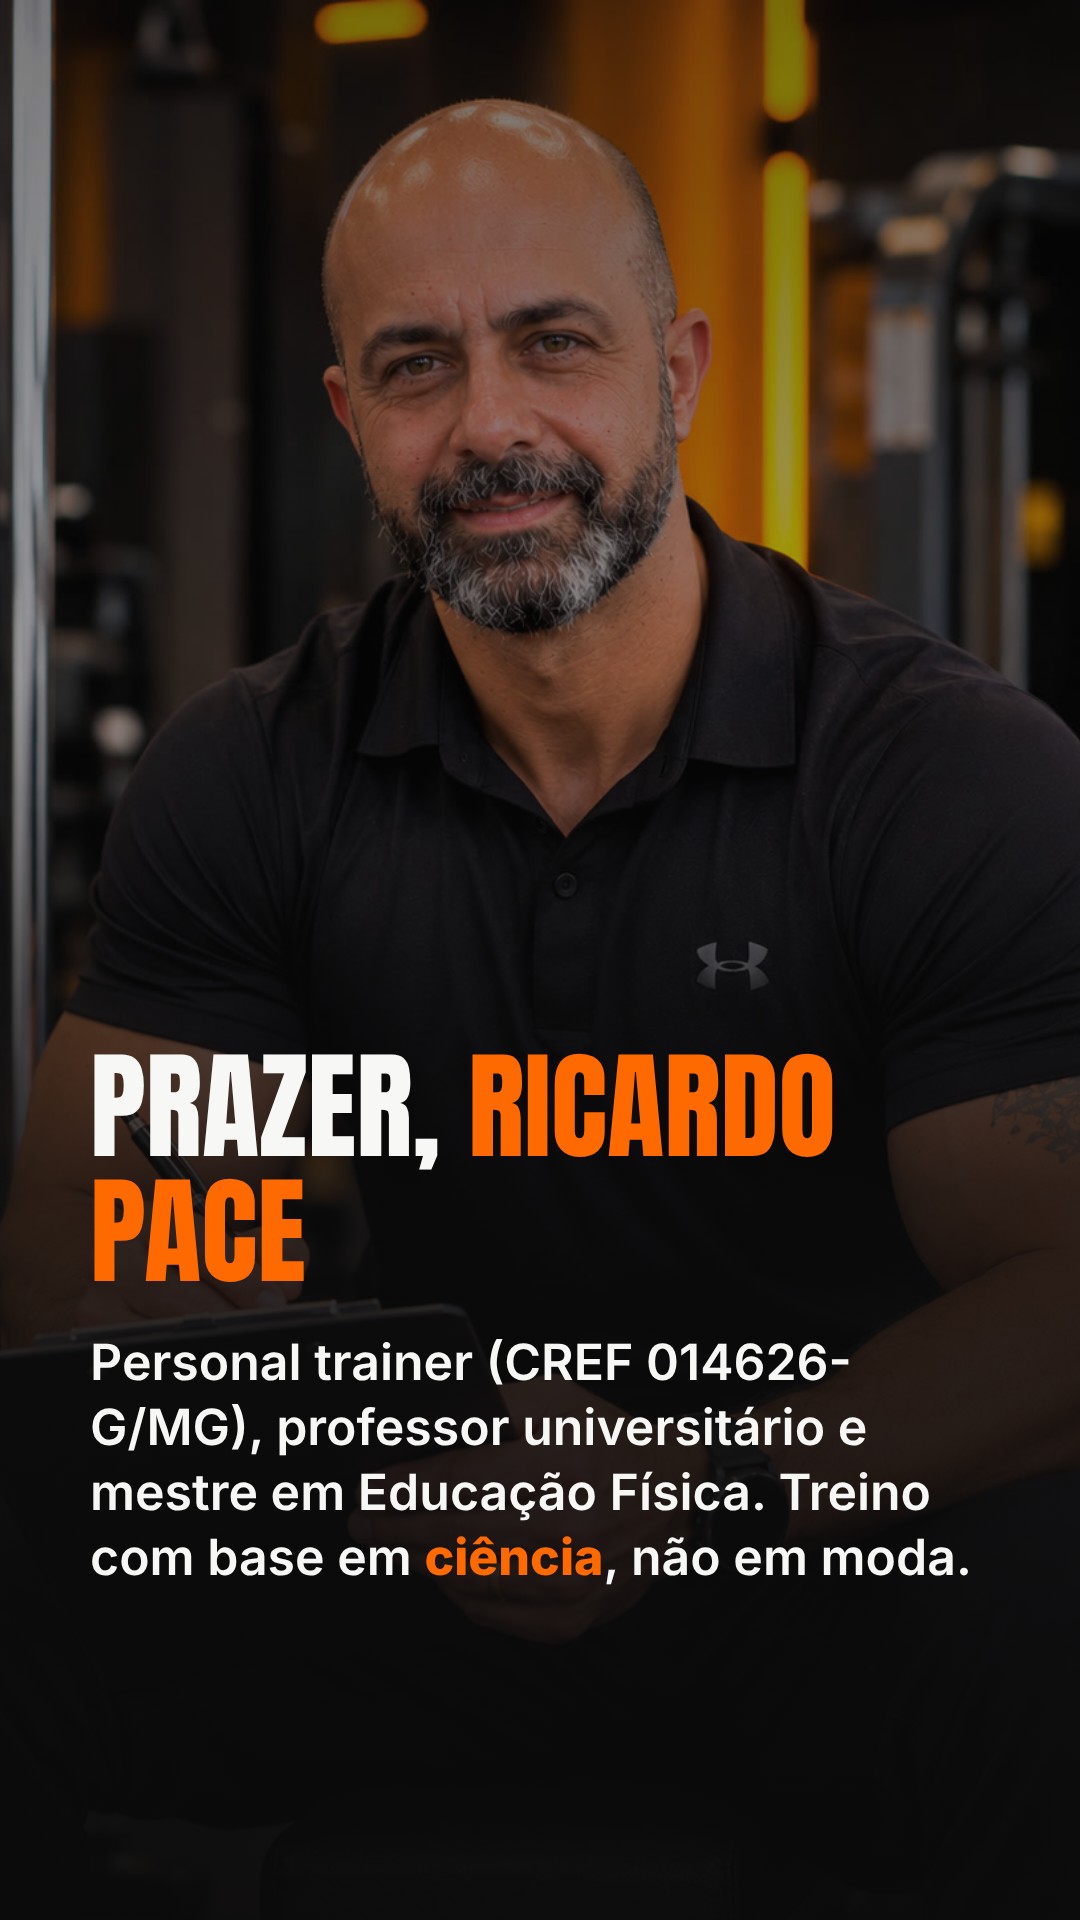 PRAZER, RICARDO
PACE
Personal trainer (CREF 014626-
G/MG), professor universitário e
mestre em Educação Física. Treino
com base em ciência, não em moda.